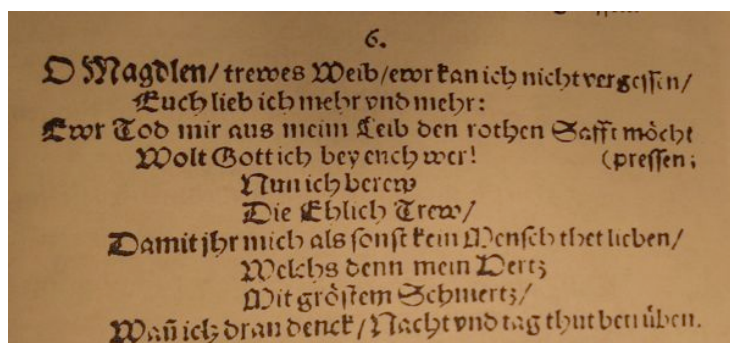 6.
O Magdlen/ trewes Weib/ewr kan ich nicht vergessen/
Euch lieb ich mehr vnd mehr:
Ewr Tod mir aus meim Leib den rothen Safft möcht
Wolt Gott ich bey euch wer! (pressen;
Nun ich berew
Die Ehlich Trew/
Damit jhr mich als sonst kein Mensch thet lieben/
Welchs denn mein Hertz
Mit gröstem Schmertz/
Wañ ich dran denck/ Nacht vnd tag thut betrüben.